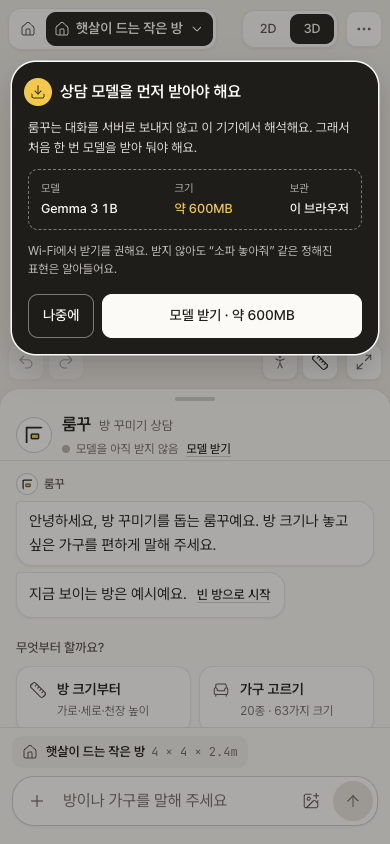 햇살이 드는 작은 방
2D 3D
상담 모델을 먼저 받아야 해요
룸꾸는 대화를 서버로 보내지 않고 이 기기에서 해석해요. 그래서
처음 한 번 모델을 받아 둬야 해요.
모델 크기 보관
Gemma 3 1B 약 600MB 이 브라우저
Wi-Fi에서 받기를 권해요. 받지 않아도 “소파 놓아줘” 같은 정해진
표현은 알아들어요.
나중에 모델 받기 · 약 600MB
룸꾸 방 꾸미기 상담
모델을 아직 받지 않음 모델 받기
룸꾸
안녕하세요, 방 꾸미기를 돕는 룸꾸예요. 방 크기나 놓고
싶은 가구를 편하게 말해 주세요.
지금 보이는 방은 예시예요. 빈 방으로 시작
무엇부터 할까요?
방 크기부터 가구 고르기
가로·세로·천장 높이 20종 · 63가지 크기
햇살이 드는 작은 방 4 × 4 × 2.4m
방이나 가구를 말해 주세요